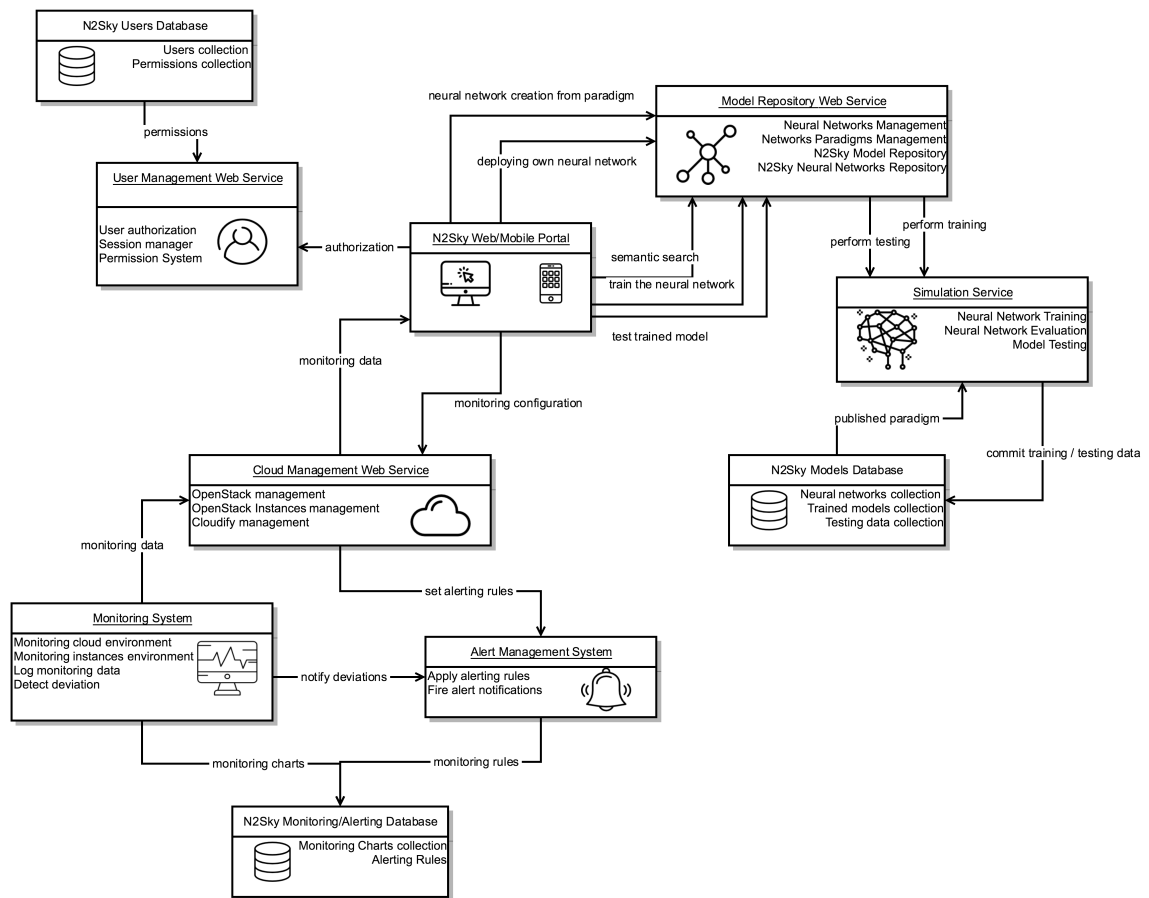 N2Sky Users Database
Users collection
Permissions collection
permissions
User Management Web Service
User authorization
Session manager
Permission System
authorization
neural network creation from paradigm
deploying own neural network
Model Repository Web Service
Neural Networks Management
Networks Paradigms Management
N2Sky Model Repository
N2Sky Neural Networks Repository
N2Sky Web/Mobile Portal
semantic search
train the neural network
test trained model
perform training
perform testing
Simulation Service
Neural Network Training
Neural Network Evaluation
Model Testing
monitoring data
monitoring configuration
published paradigm
commit training / testing data
N2Sky Models Database
Neural networks collection
Trained models collection
Testing data collection
Cloud Management Web Service
OpenStack management
OpenStack Instances management
Cloudify management
monitoring data
set alerting rules
Monitoring System
Monitoring cloud environment
Monitoring instances environment
Log monitoring data
Detect deviation
notify deviations
Alert Management System
Apply alerting rules
Fire alert notifications
monitoring charts
monitoring rules
N2Sky Monitoring/Alerting Database
Monitoring Charts collection
Alerting Rules